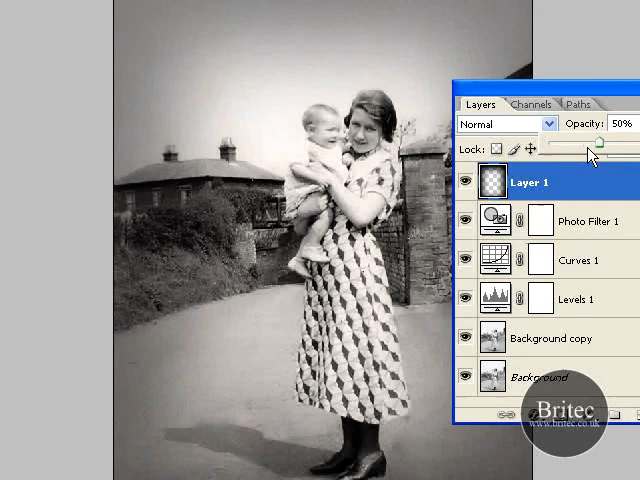 Layers Channels Paths
Normal Opacity: 50%
Lock:
Layer 1
Photo Filter 1
Curves 1
Levels 1
Background copy
Background
Britec
www.britec.co.uk